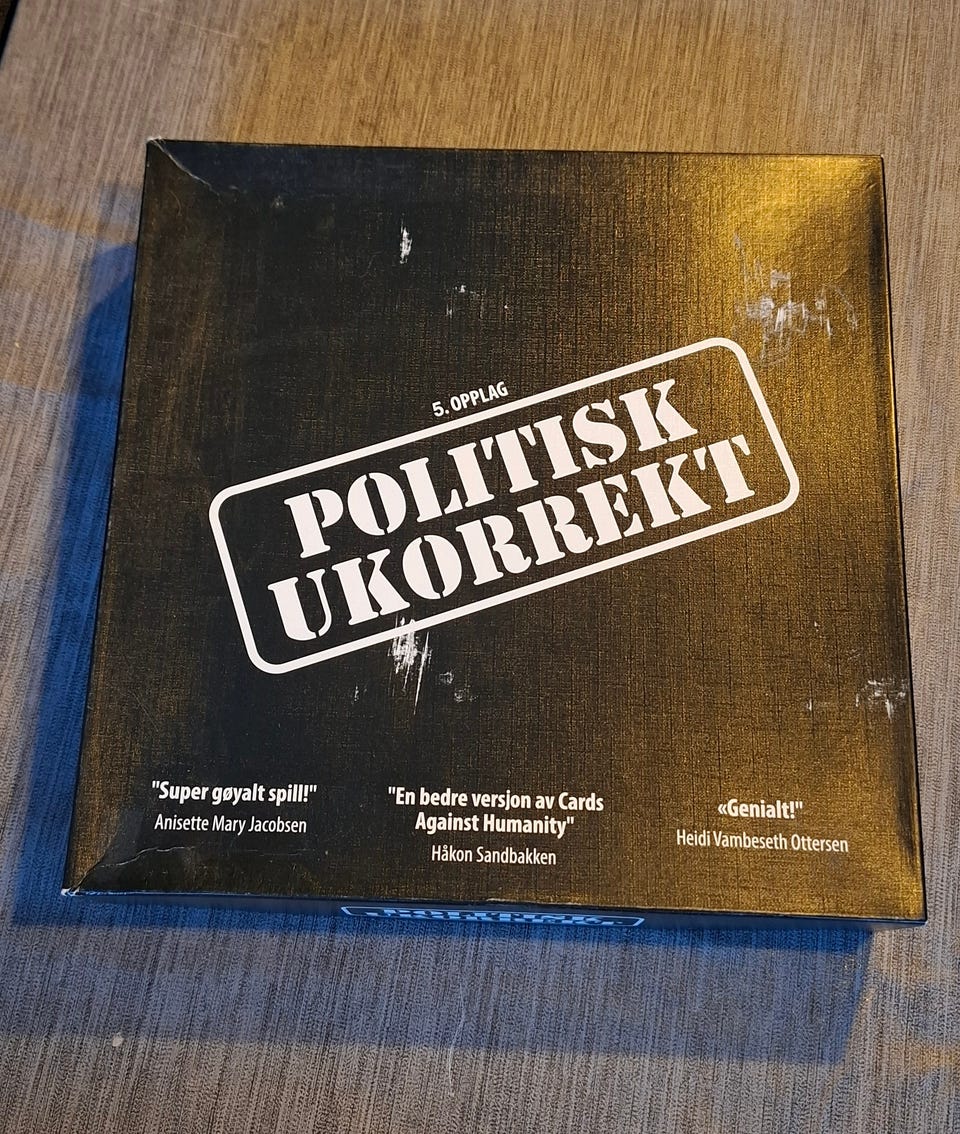 5. OPPLAG
POLITISK
UKORREKT
"Super gøyalt spill!"
Anisette Mary Jacobsen
"En bedre versjon av Cards
Against Humanity"
Håkon Sandbakken
«Genialt!"
Heidi Vambeseth Ottersen
POLITISK